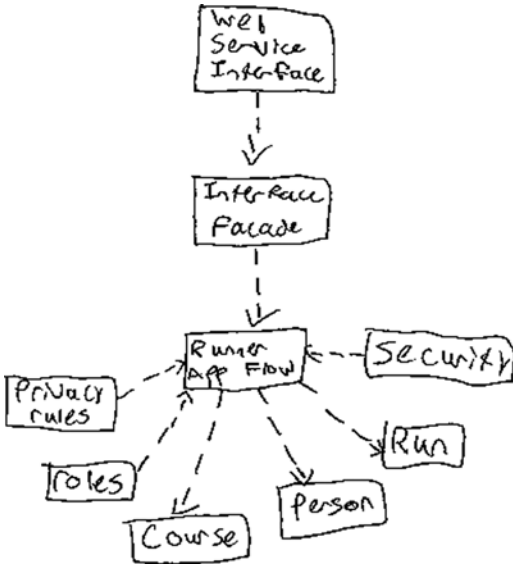 Web
Service
Interface
Interface
Facade
Runner
App Flow
Security
Privacy
rules
Run
roles
Person
Course